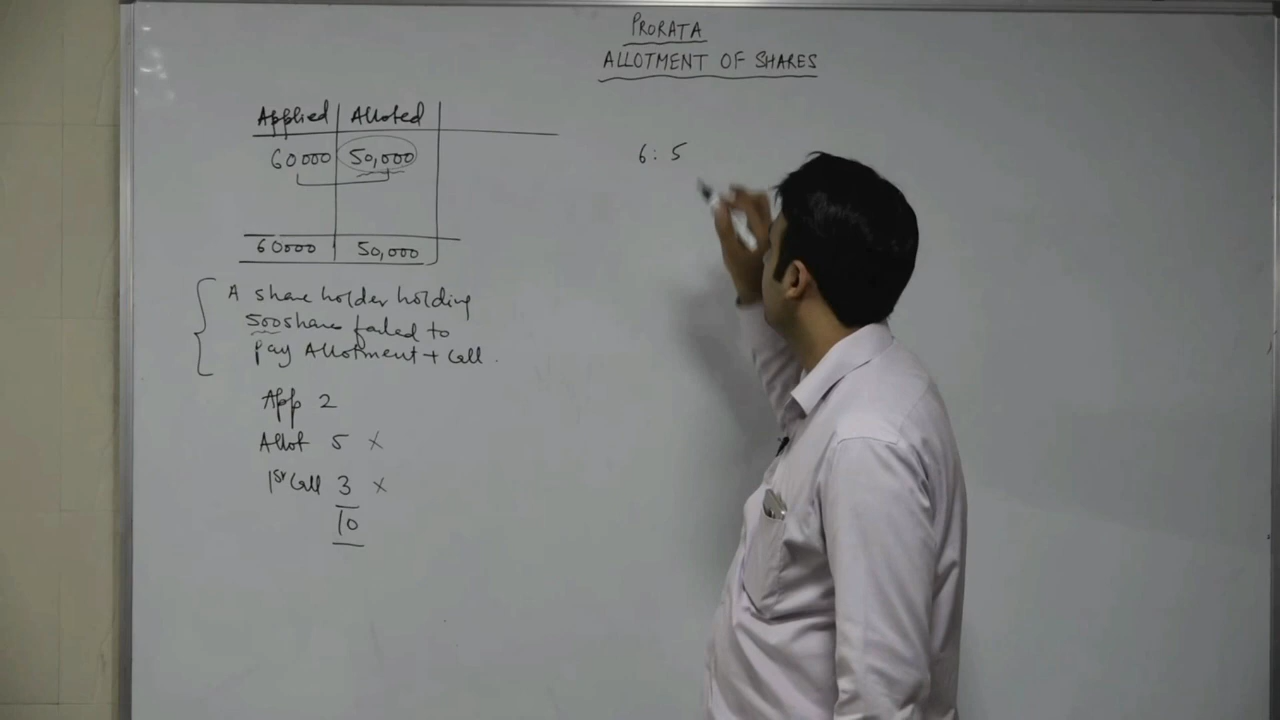 PRORATA
ALLOTMENT OF SHARES
Applied Alloted
60000 50,000
60000 50,000
A share holder holding
500 share failed to
pay Allotment + Call.
App 2
Allot 5 ×
1st Call 3 ×
10
6 : 5